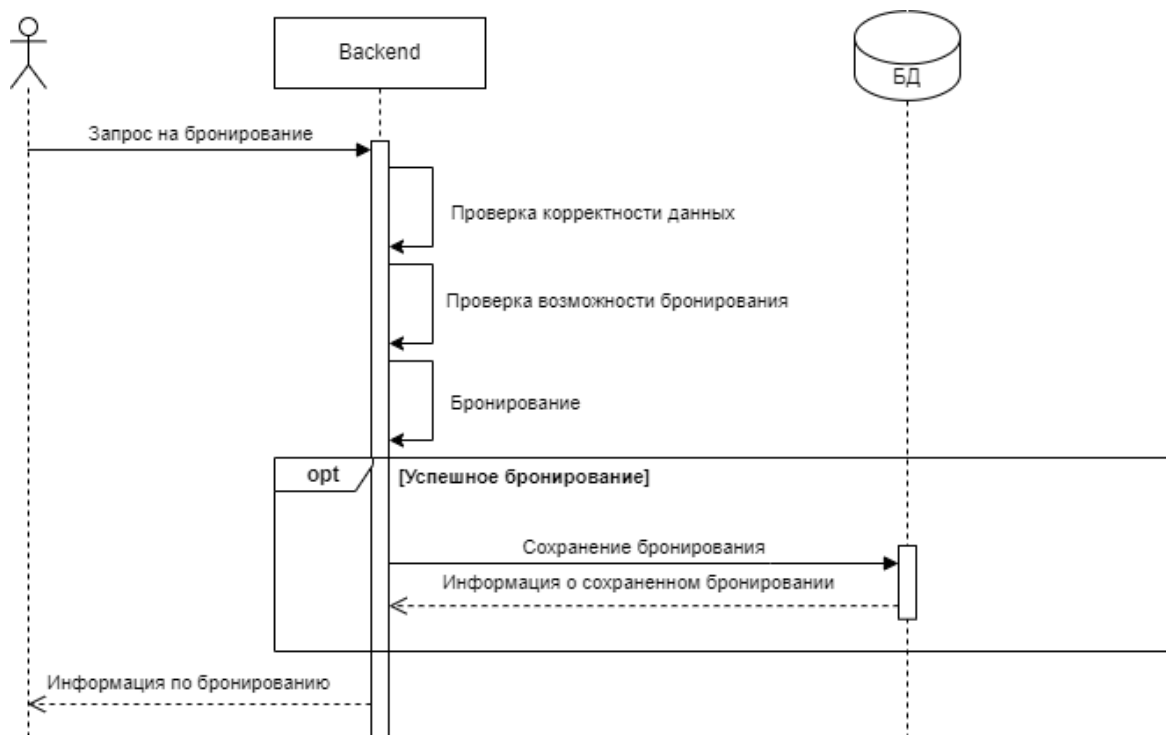 Backend
БД
Запрос на бронирование
Проверка корректности данных
Проверка возможности бронирования
Бронирование
opt
[Успешное бронирование]
Сохранение бронирования
Информация о сохраненном бронировании
Информация по бронированию